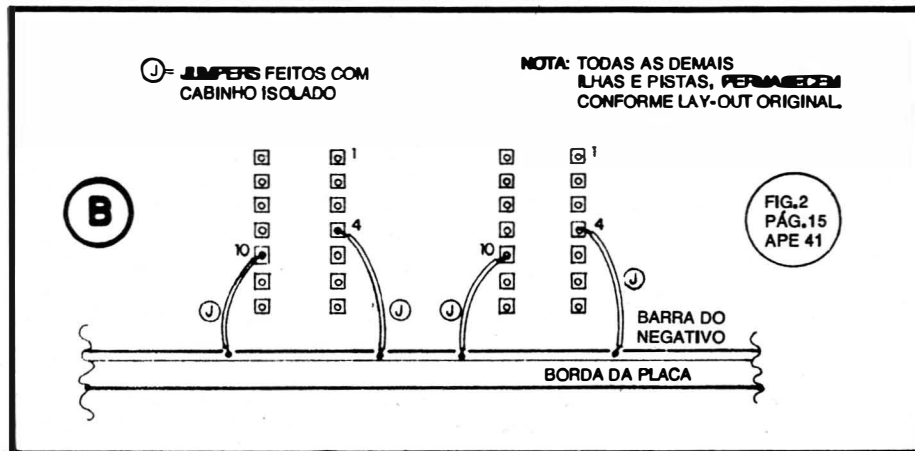 J = JUMPERS FEITOS COM
CABINHO ISOLADO
NOTA: TODAS AS DEMAIS
ILHAS E PISTAS, PERMANECEM
CONFORME LAY-OUT ORIGINAL.
B
1
1
4
4
10
10
FIG.2
PÁG.15
APE 41
J
J
J
J
BARRA DO
NEGATIVO
BORDA DA PLACA